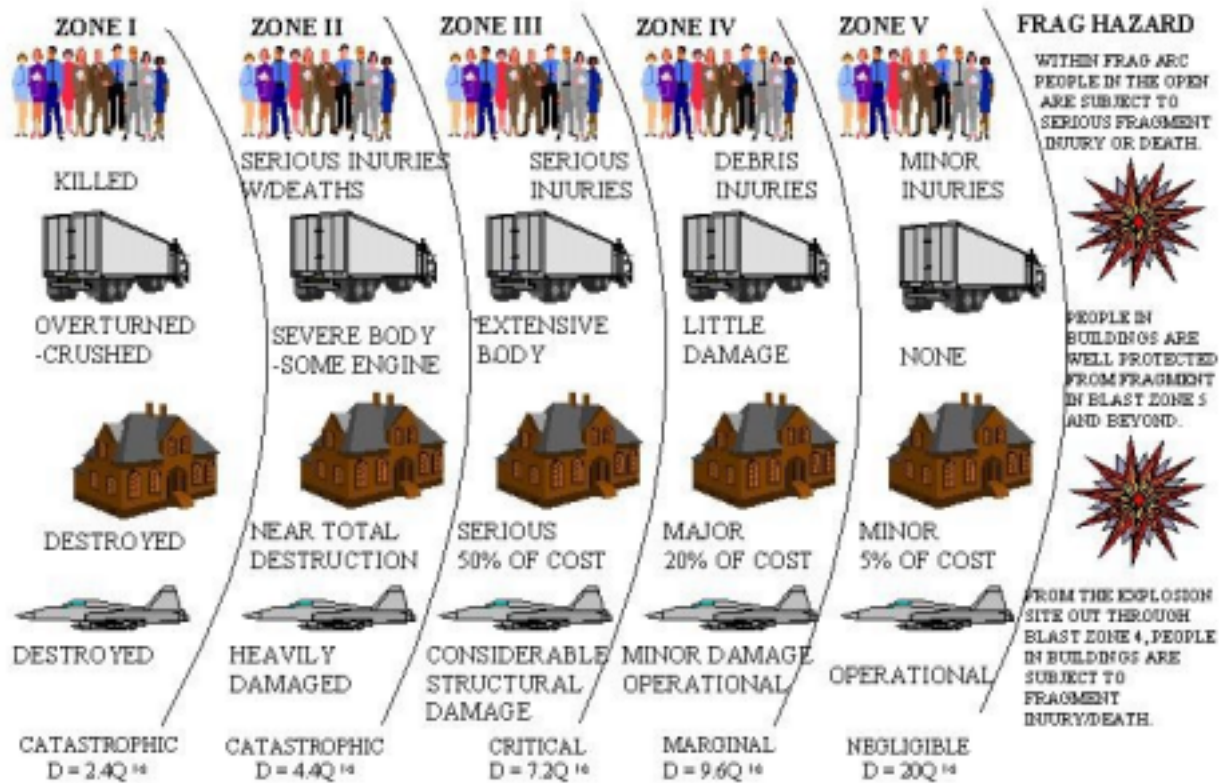 ZONE I
KILLED
OVERTURNED
-CRUSHED
DESTROYED
DESTROYED
CATASTROPHIC
D = 2.4Q
ZONE II
SERIOUS INJURIES
W/DEATHS
SEVERE BODY
-SOME ENGINE
NEAR TOTAL
DESTRUCTION
HEAVILY
DAMAGED
CATASTROPHIC
D = 4.4Q
ZONE III
SERIOUS
INJURIES
EXTENSIVE
BODY
SERIOUS
50% OF COST
CONSIDERABLE
STRUCTURAL
DAMAGE
CRITICAL
D = 7.2Q
ZONE IV
DEBRIS
INJURIES
LITTLE
DAMAGE
MAJOR
20% OF COST
MINOR DAMAGE
OPERATIONAL
MARGINAL
D = 9.6Q
ZONE V
MINOR
INJURIES
NONE
MINOR
5% OF COST
OPERATIONAL
NEGLIGIBLE
D = 20Q
FRAG HAZARD
WITHIN FRAG ARC
PEOPLE IN THE OPEN
ARE SUBJECT TO
SERIOUS FRAGMENT
INJURY OR DEATH.
PEOPLE IN
BUILDINGS ARE
WELL PROTECTED
FROM FRAGMENT
IN BLAST ZONE 5
AND BEYOND.
FROM THE EXPLOSION
SITE OUT THROUGH
BLAST ZONE 4, PEOPLE
IN BUILDINGS ARE
SUBJECT TO
FRAGMENT
INJURY/DEATH.